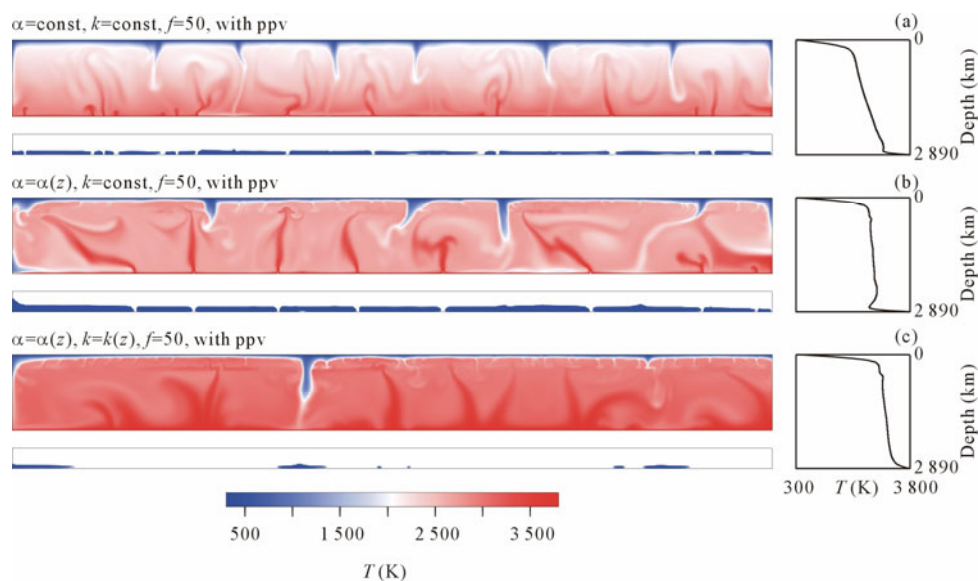 α=const, k=const, f=50, with ppv
(a)
0
Depth (km)
2 890
α=α(z), k=const, f=50, with ppv
(b)
0
Depth (km)
2 890
α=α(z), k=k(z), f=50, with ppv
(c)
0
Depth (km)
2 890
300 T (K) 3 800
500 1 500 2 500 3 500
T (K)